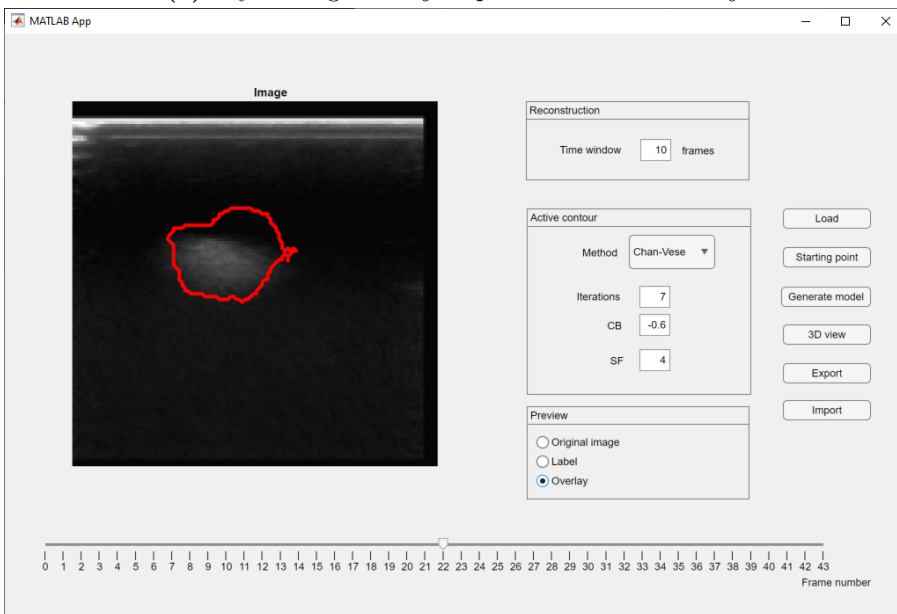 MATLAB App
Image
Reconstruction
Time window 10 frames
Active contour
Method Chan-Vese
Iterations 7
CB -0.6
SF 4
Load
Starting point
Generate model
3D view
Export
Import
Preview
Original image
Label
Overlay
0 1 2 3 4 5 6 7 8 9 10 11 12 13 14 15 16 17 18 19 20 21 22 23 24 25 26 27 28 29 30 31 32 33 34 35 36 37 38 39 40 41 42 43
Frame number